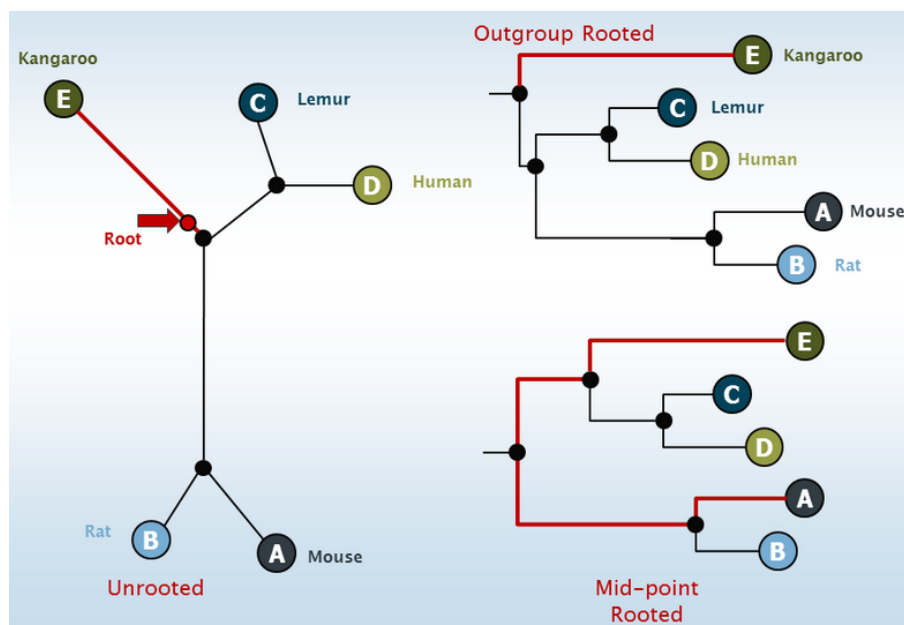 Kangaroo
E
C
Lemur
D
Human
Root
Rat
B
A
Mouse
Unrooted
Outgroup Rooted
E
Kangaroo
C
Lemur
D
Human
A
Mouse
B
Rat
E
C
D
A
B
Mid-point
Rooted